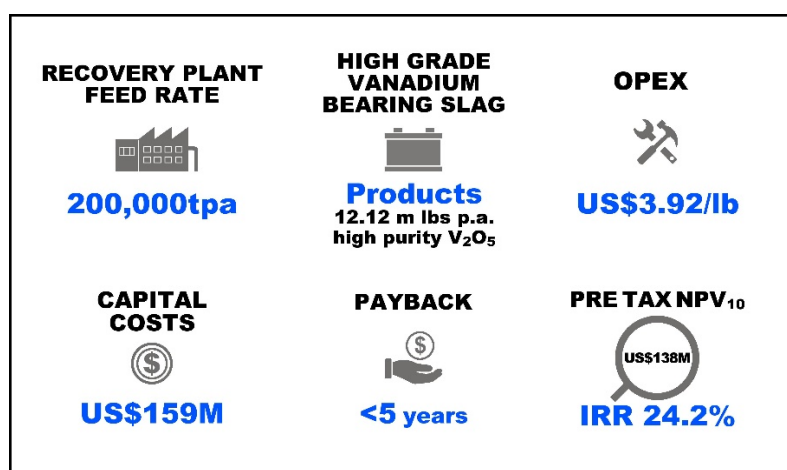 RECOVERY PLANT
FEED RATE
200,000tpa
HIGH GRADE
VANADIUM
BEARING SLAG
Products
12.12 m lbs p.a.
high purity V₂O₅
OPEX
US$3.92/lb
CAPITAL
COSTS
$
US$159M
PAYBACK
$
<5 years
PRE TAX NPV₁₀
US$138M
IRR 24.2%